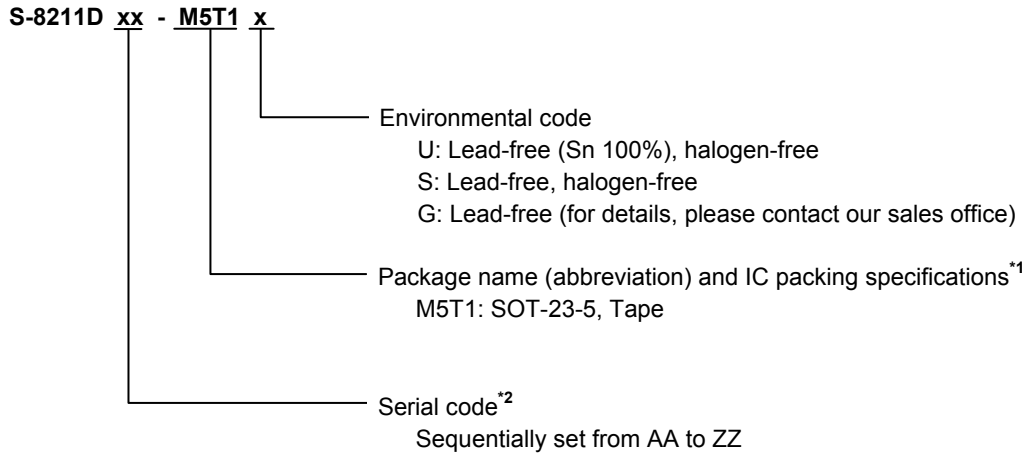 S-8211D xx - M5T1 x
Environmental code
U: Lead-free (Sn 100%), halogen-free
S: Lead-free, halogen-free
G: Lead-free (for details, please contact our sales office)
Package name (abbreviation) and IC packing specifications*1
M5T1: SOT-23-5, Tape
Serial code*2
Sequentially set from AA to ZZ